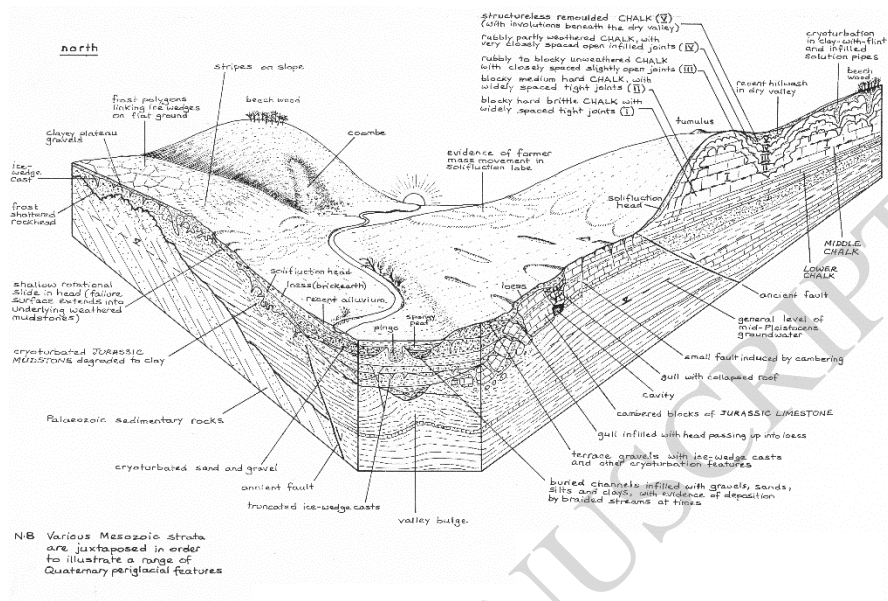 north
stripes on slope
frost polygons
linking ice wedges
on flat ground
clayey plateau
gravels
ice-
wedge
cast
frost
shattered
rockhead
beech wood
coombe
evidence of former
mass movement in
solifluction lobe
structureless remoulded CHALK (V)
(with involutions beneath the dry valley)
rubbly partly weathered CHALK, with
very closely spaced open infilled joints (IV)
rubbly to blocky unweathered CHALK
with closely spaced slightly open joints (III)
blocky medium hard CHALK, with
widely spaced tight joints (II)
blocky hard brittle CHALK, with
widely spaced tight joints (I)
tumulus
recent hillwash
in dry valley
cryoturbation
in clay-with-flint
and infilled
solution pipes
beech
wood
solifluction
head
MIDDLE
CHALK
LOWER
CHALK
ancient fault
general level of
mid-Pleistocene
groundwater
small fault induced by cambering
gull with collapsed roof
cavity
cambered blocks of JURASSIC LIMESTONE
gull infilled with head passing up into loess
terrace gravels with ice-wedge casts
and other cryoturbation features
buried channels infilled with gravels, sands,
silts and clays, with evidence of deposition
by braided streams at times
loess
solifluction head
loess (brickearth)
recent alluvium
pingo
spongy
peat
shallow rotational
slide in head (failure
surface extends into
underlying weathered
mudstones)
cryoturbated JURASSIC
MUDSTONE degraded to clay
Palaeozoic sedimentary rocks
cryoturbated sand and gravel
ancient fault
truncated ice-wedge casts
valley bulge
N.B Various Mesozoic strata
are juxtaposed in order
to illustrate a range of
Quaternary periglacial features
NUSCRIPT